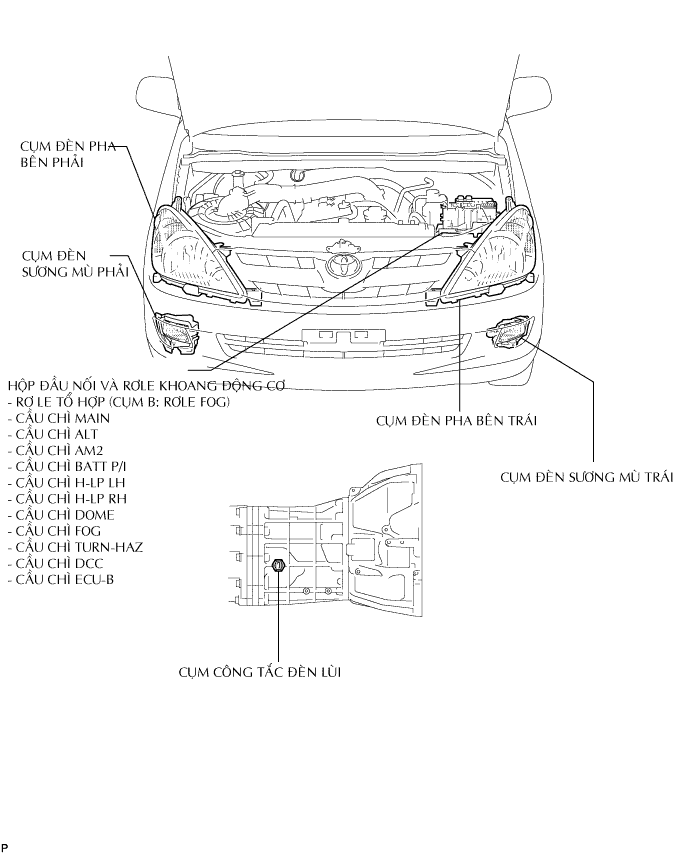 CỤM ĐÈN PHA
BÊN PHẢI
CỤM ĐÈN
SƯƠNG MÙ PHẢI
HỘP ĐẦU NỐI VÀ RƠLE KHOANG ĐỘNG CƠ
- RƠ LE TỔ HỢP (CỤM B: RƠLE FOG)
- CẦU CHÌ MAIN
- CẦU CHÌ ALT
- CẦU CHÌ AM2
- CẦU CHÌ BATT P/I
- CẦU CHÌ H-LP LH
- CẦU CHÌ H-LP RH
- CẦU CHÌ DOME
- CẦU CHÌ FOG
- CẦU CHÌ TURN-HAZ
- CẦU CHÌ DCC
- CẦU CHÌ ECU-B
CỤM ĐÈN PHA BÊN TRÁI
CỤM ĐÈN SƯƠNG MÙ TRÁI
CỤM CÔNG TẮC ĐÈN LÙI
P